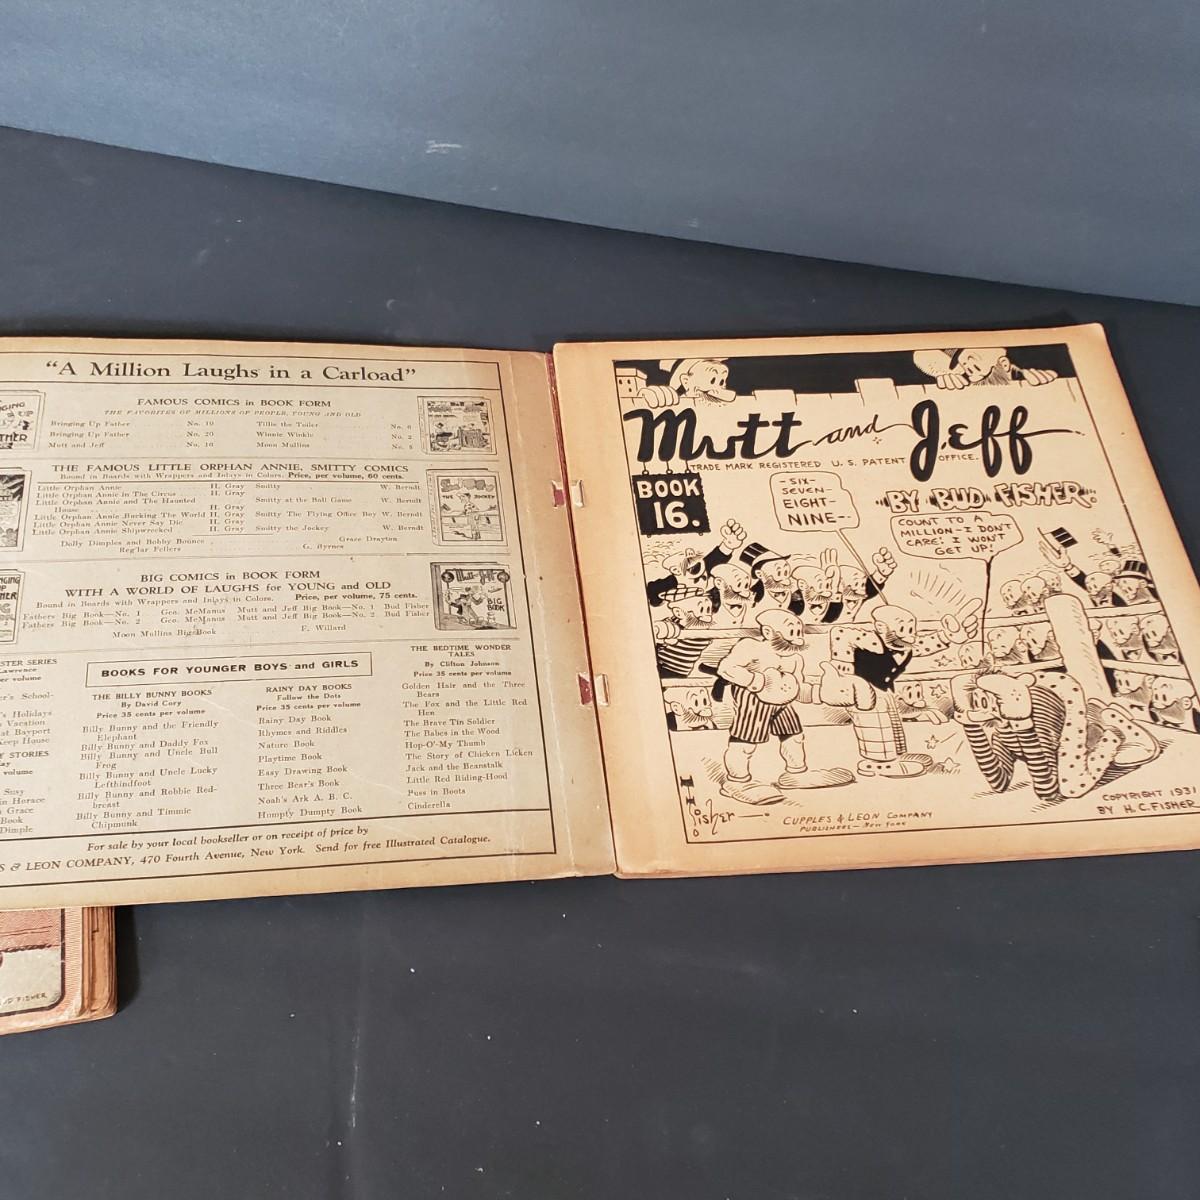 "A Million Laughs in a Carload"
FAMOUS COMICS in BOOK FORM
THE FAVORITES OF MILLIONS OF PEOPLE, YOUNG AND OLD
Bringing Up Father No. 19 Tillie the Toiler No. 6
Bringing Up Father No. 20 Winnie Winkle No. 2
Mutt and Jeff No. 16 Moon Mullins No. 5
THE FAMOUS LITTLE ORPHAN ANNIE, SMITTY COMICS
Bound in Boards with Wrappers and Inlays in Colors. Price, per volume, 60 cents.
Little Orphan Annie H. Gray Smitty W. Berndt
Little Orphan Annie in The Circus H. Gray
Little Orphan Annie and The Haunted Smitty at the Ball Game W. Berndt
House H. Gray
Little Orphan Annie Bucking The World H. Gray Smitty The Flying Office Boy W. Berndt
Little Orphan Annie Never Say Die H. Gray
Little Orphan Annie Shipwrecked H. Gray Smitty the Jockey W. Berndt
Dolly Dimples and Bobby Bounce Grace Drayton
Reg'lar Fellers G. Byrnes
BIG COMICS in BOOK FORM
WITH A WORLD OF LAUGHS for YOUNG and OLD
Bound in Boards with Wrappers and Inlays in Colors. Price, per volume, 75 cents.
Fathers Big Book—No. 1 Geo. McManus Mutt and Jeff Big Book—No. 1 Bud Fisher
Fathers Big Book—No. 2 Geo. McManus Mutt and Jeff Big Book—No. 2 Bud Fisher
Moon Mullins Big Book F. Willard
BOOKS FOR YOUNGER BOYS and GIRLS
THE BILLY BUNNY BOOKS
By David Cory
Price 35 cents per volume
Billy Bunny and the Friendly
Elephant
Billy Bunny and Daddy Fox
Billy Bunny and Uncle Bull
Frog
Billy Bunny and Uncle Lucky
Lefthindfoot
Billy Bunny and Robbie Red-
breast
Billy Bunny and Timmie
Chipmunk
RAINY DAY BOOKS
Follow the Dots
Price 35 cents per volume
Rainy Day Book
Rhymes and Riddles
Nature Book
Playtime Book
Easy Drawing Book
Three Bear's Book
Noah's Ark A. B. C.
Humpty Dumpty Book
THE BEDTIME WONDER
TALES
By Clifton Johnson
Price 35 cents per volume
Golden Hair and the Three
Bears
The Fox and the Little Red
Hen
The Brave Tin Soldier
The Babes in the Wood
Hop-O'-My Thumb
The Story of Chicken Licken
Jack and the Beanstalk
Little Red Riding-Hood
Puss in Boots
Cinderella
For sale by your local bookseller or on receipt of price by
S & LEON COMPANY, 470 Fourth Avenue, New York. Send for free Illustrated Catalogue.
Mutt and Jeff
TRADE MARK REGISTERED U. S. PATENT OFFICE.
BOOK
16.
BY BUD FISHER
-SIX-
SEVEN-
EIGHT-
NINE-
COUNT TO A
MILLION-I DON'T
CARE! I WON'T
GET UP!
Fisher
CUPPLES & LEON COMPANY
PUBLISHERS—NEW YORK
COPYRIGHT 1931
BY H.C. FISHER
FISHER